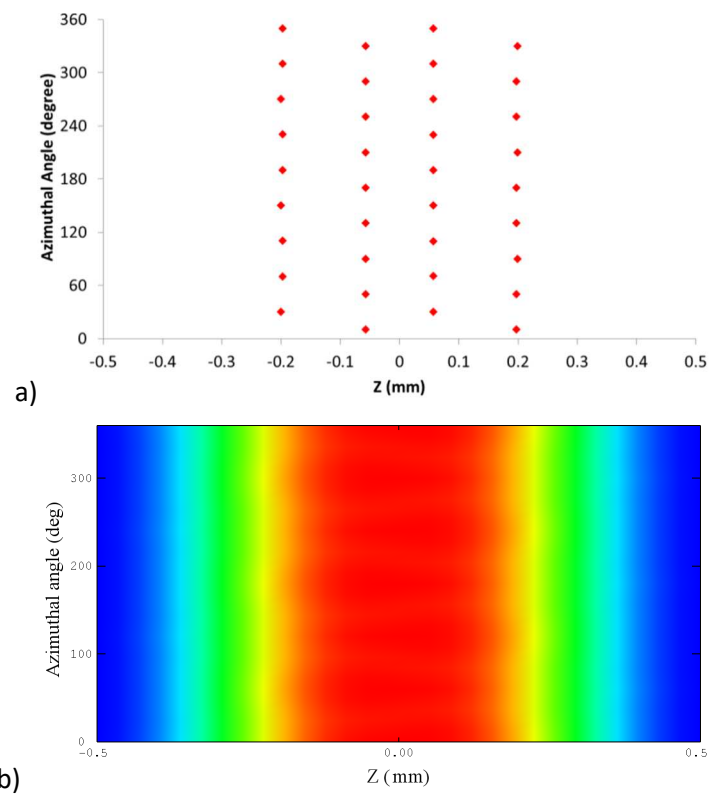 360
300
240
180
120
60
0
Azimuthal Angle (degree)
-0.5 -0.4 -0.3 -0.2 -0.1 0 0.1 0.2 0.3 0.4 0.5
Z (mm)
a)
300
200
100
0
Azimuthal angle (deg)
-0.5 0.00 0.5
Z (mm)
b)